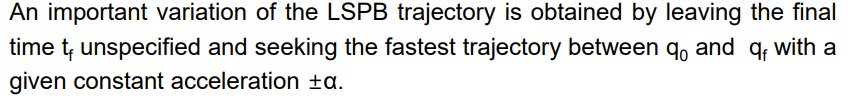 An important variation of the LSPB trajectory is obtained by leaving the final
time t_f unspecified and seeking the fastest trajectory between q_0 and q_f with a
given constant acceleration ±α.